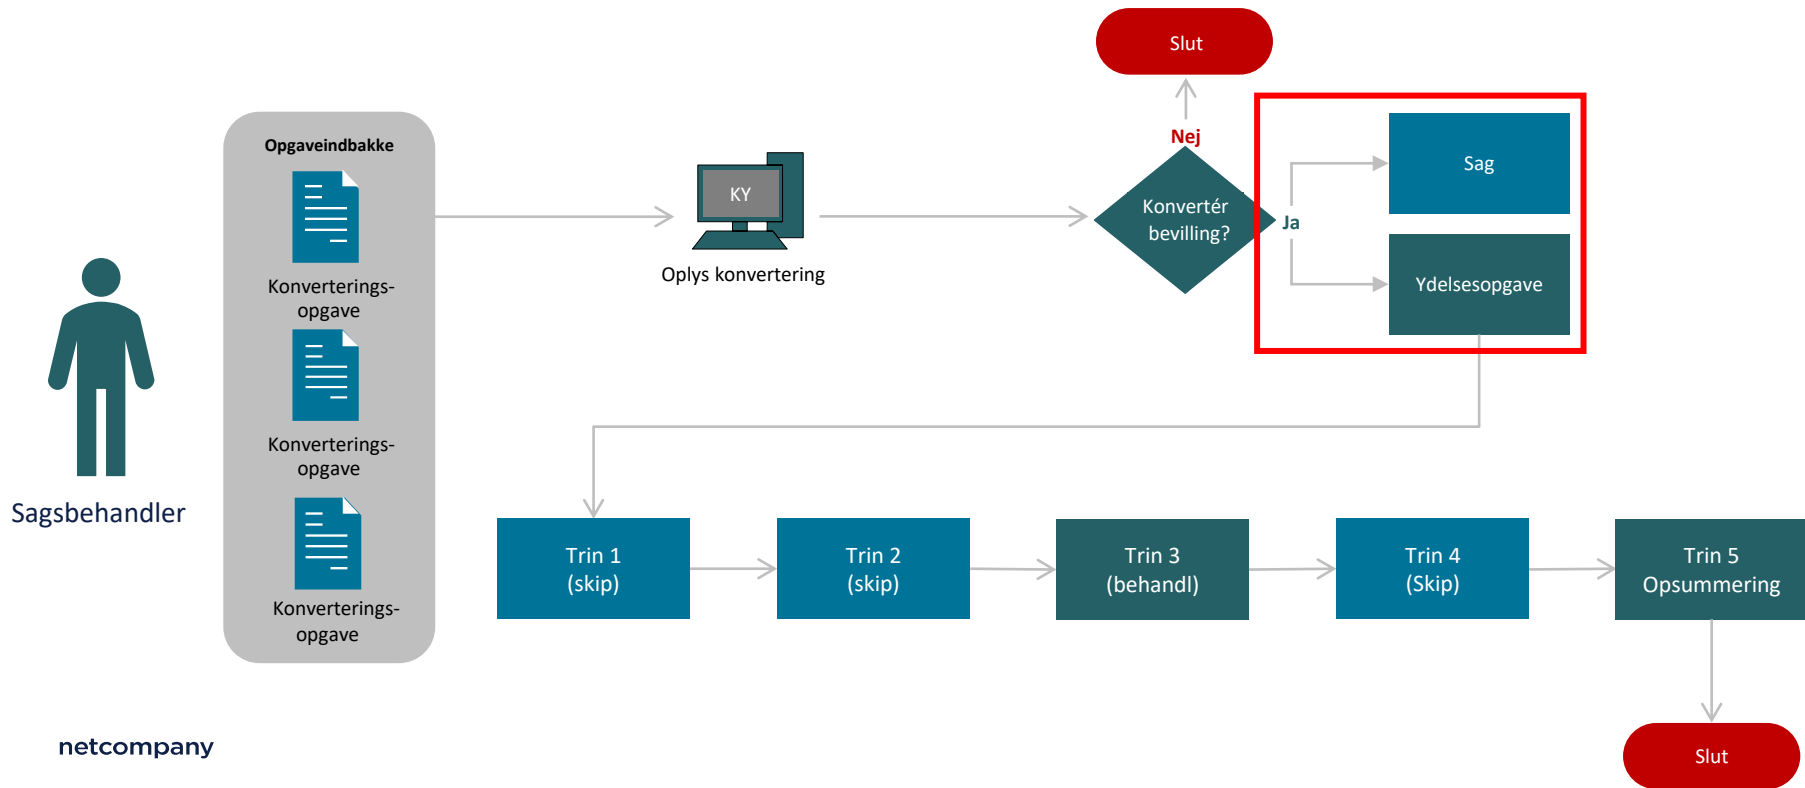 Slut
Opgaveindbakke
Nej
KY
Sag
Konvertér
bevilling?
Ja
Oplys konvertering
Ydelsesopgave
Konverterings-
opgave
Konverterings-
opgave
Sagsbehandler
Konverterings-
opgave
Trin 1
(skip)
Trin 2
(skip)
Trin 3
(behandl)
Trin 4
(Skip)
Trin 5
Opsummering
netcompany
Slut